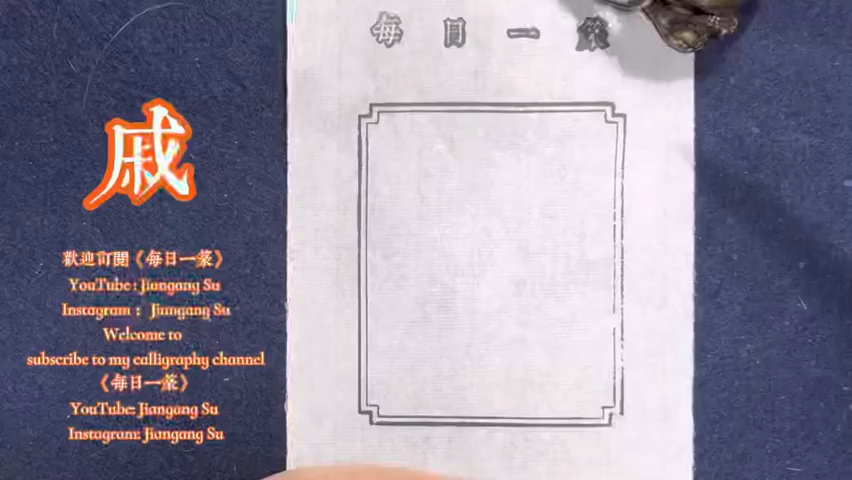 每日一篆
戚
歡迎訂閱《每日一篆》
YouTube : Jiangang Su
Instagram : Jiangang Su
Welcome to
subscribe to my calligraphy channel
《每日一篆》
YouTube: Jiangang Su
Instagram: Jiangang Su